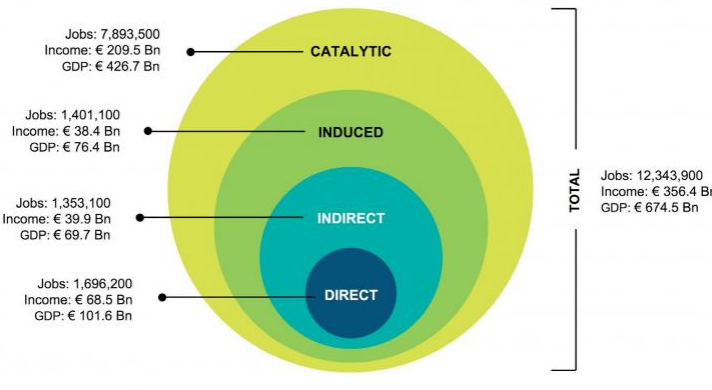 Jobs: 7,893,500
Income: € 209.5 Bn
GDP: € 426.7 Bn
CATALYTIC
Jobs: 1,401,100
Income: € 38.4 Bn
GDP: € 76.4 Bn
INDUCED
Jobs: 1,353,100
Income: € 39.9 Bn
GDP: € 69.7 Bn
INDIRECT
Jobs: 1,696,200
Income: € 68.5 Bn
GDP: € 101.6 Bn
DIRECT
TOTAL
Jobs: 12,343,900
Income: € 356.4 Bn
GDP: € 674.5 Bn